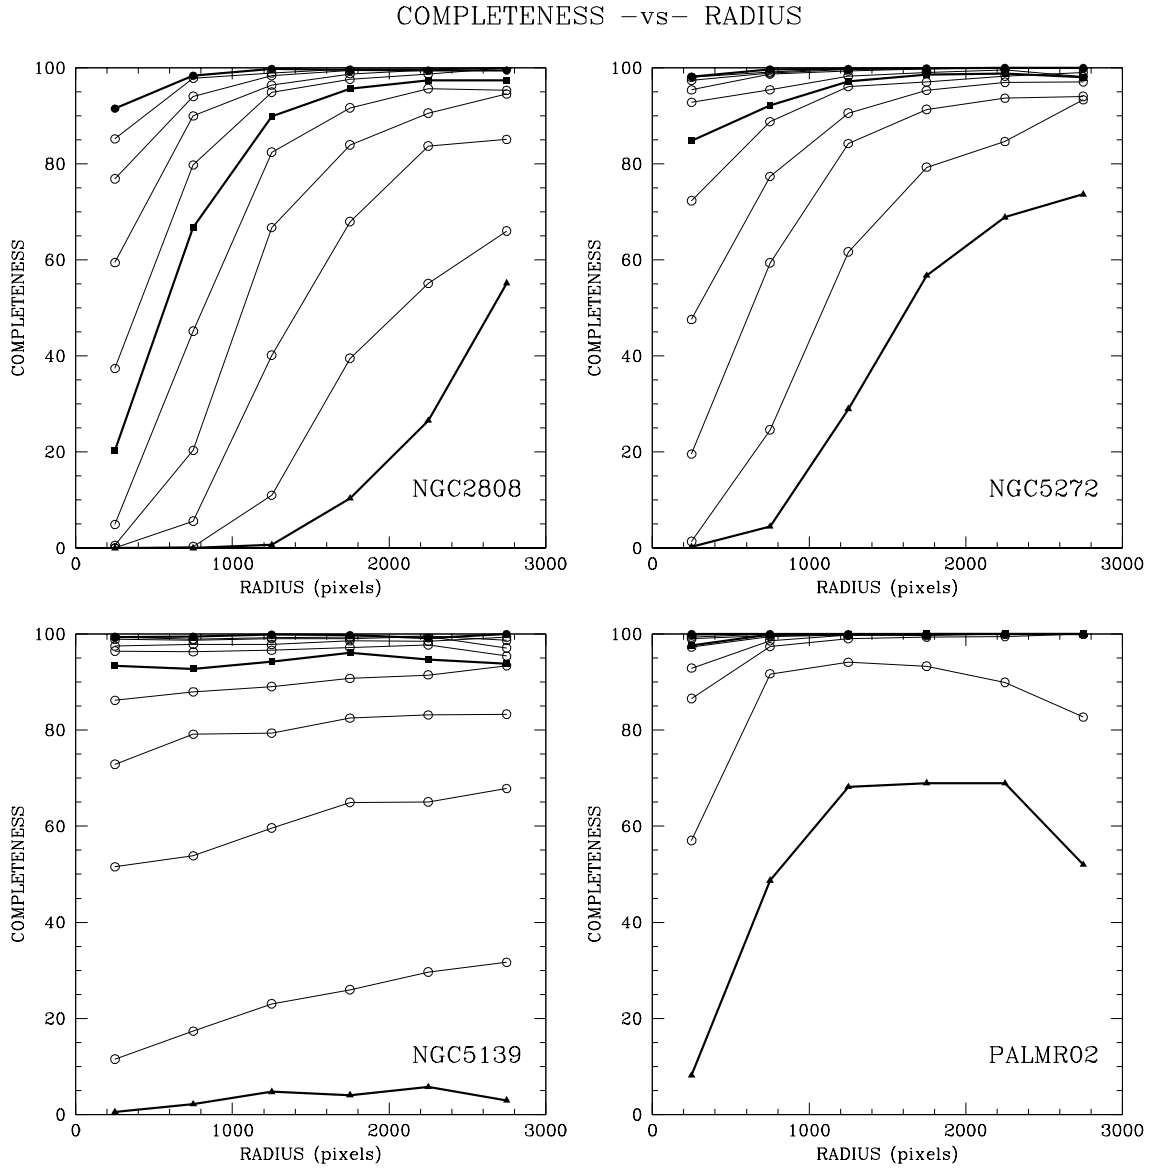 COMPLETENESS -vs- RADIUS
100
80
60
40
20
0
COMPLETENESS
NGC2808
0 1000 2000 3000
RADIUS (pixels)
100
80
60
40
20
0
COMPLETENESS
NGC5272
0 1000 2000 3000
RADIUS (pixels)
100
80
60
40
20
0
COMPLETENESS
NGC5139
0 1000 2000 3000
RADIUS (pixels)
100
80
60
40
20
0
COMPLETENESS
PALMR02
0 1000 2000 3000
RADIUS (pixels)